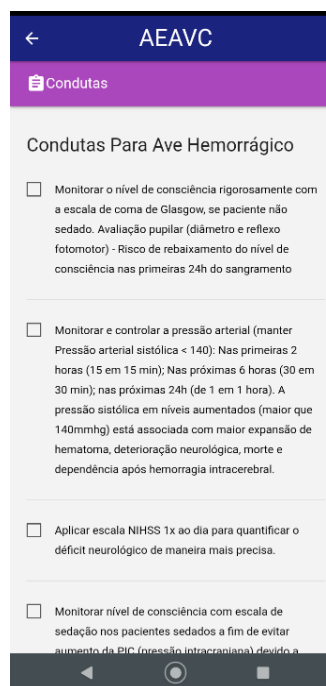 AEAVC
Condutas
Condutas Para Ave Hemorrágico
Monitorar o nível de consciência rigorosamente com
a escala de coma de Glasgow, se paciente não
sedado. Avaliação pupilar (diâmetro e reflexo
fotomotor) - Risco de rebaixamento do nível de
consciência nas primeiras 24h do sangramento
Monitorar e controlar a pressão arterial (manter
Pressão arterial sistólica < 140): Nas primeiras 2
horas (15 em 15 min); Nas próximas 6 horas (30 em
30 min); nas próximas 24h (de 1 em 1 hora). A
pressão sistólica em níveis aumentados (maior que
140mmhg) está associada com maior expansão de
hematoma, deterioração neurológica, morte e
dependência após hemorragia intracerebral.
Aplicar escala NIHSS 1x ao dia para quantificar o
déficit neurológico de maneira mais precisa.
Monitorar nível de consciência com escala de
sedação nos pacientes sedados a fim de evitar
aumento da PIC (pressão intracraniana) devido a